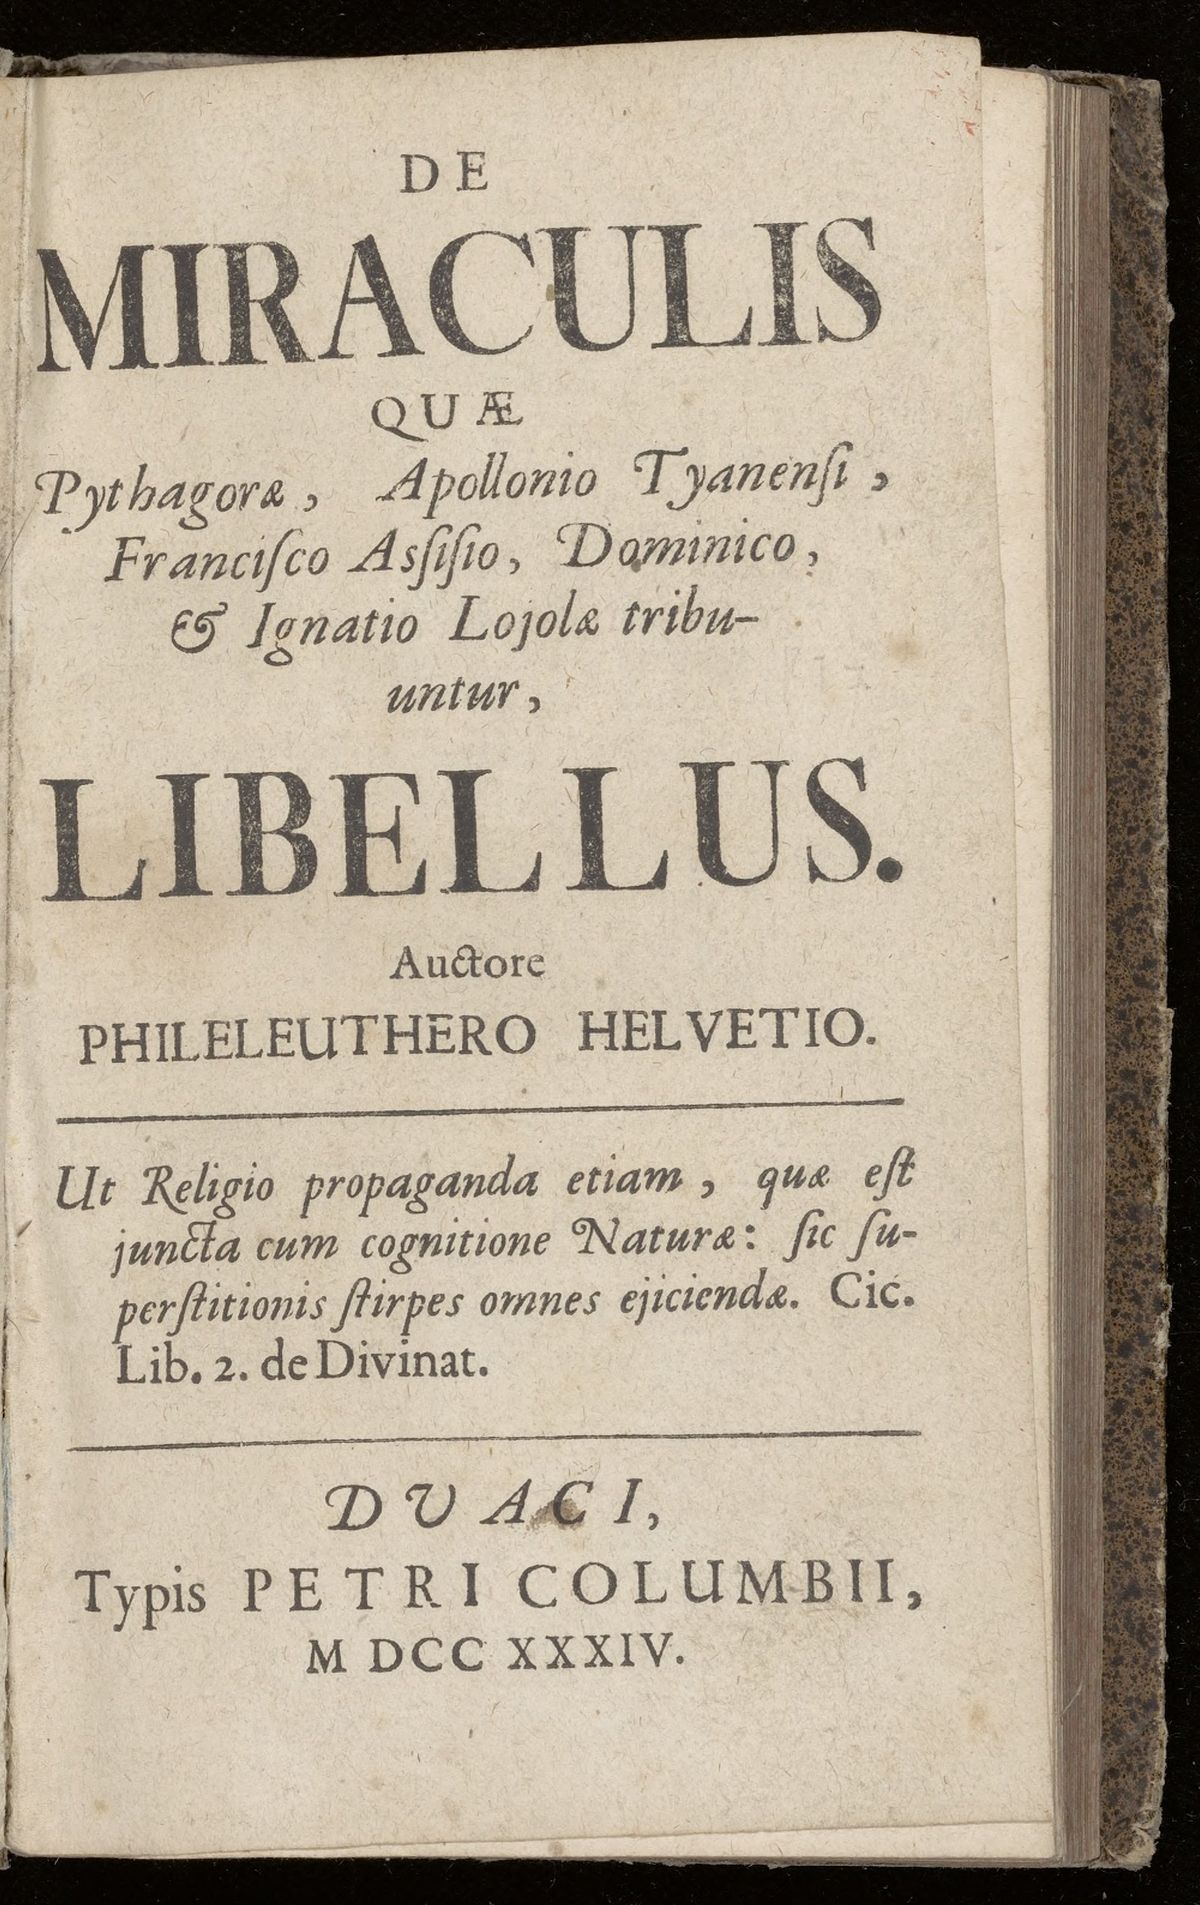 DE
MIRACULIS
QUÆ
Pythagoræ, Apollonio Tyanenſi,
Franciſco Asſiſio, Dominico,
& Ignatio Lojolæ tribu-
untur,
LIBELLUS.
Auctore
PHILELEUTHERO HELVETIO.
Ut Religio propaganda etiam, quæ eſt
juncta cum cognitione Naturæ: ſic ſu-
perſtitionis ſtirpes omnes ejiciendæ. Cic.
Lib. 2. de Divinat.
DUACI,
Typis PETRI COLUMBII,
M DCC XXXIV.